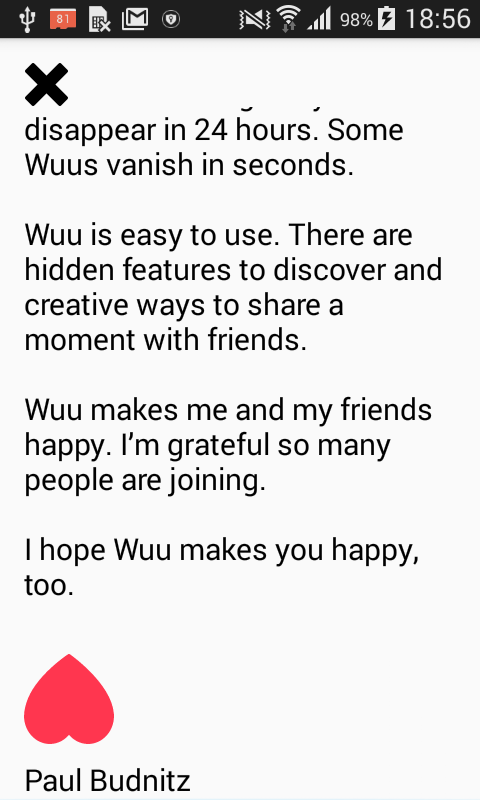 81
98%
18:56
disappear in 24 hours. Some
Wuus vanish in seconds.
Wuu is easy to use. There are
hidden features to discover and
creative ways to share a
moment with friends.
Wuu makes me and my friends
happy. I’m grateful so many
people are joining.
I hope Wuu makes you happy,
too.
Paul Budnitz